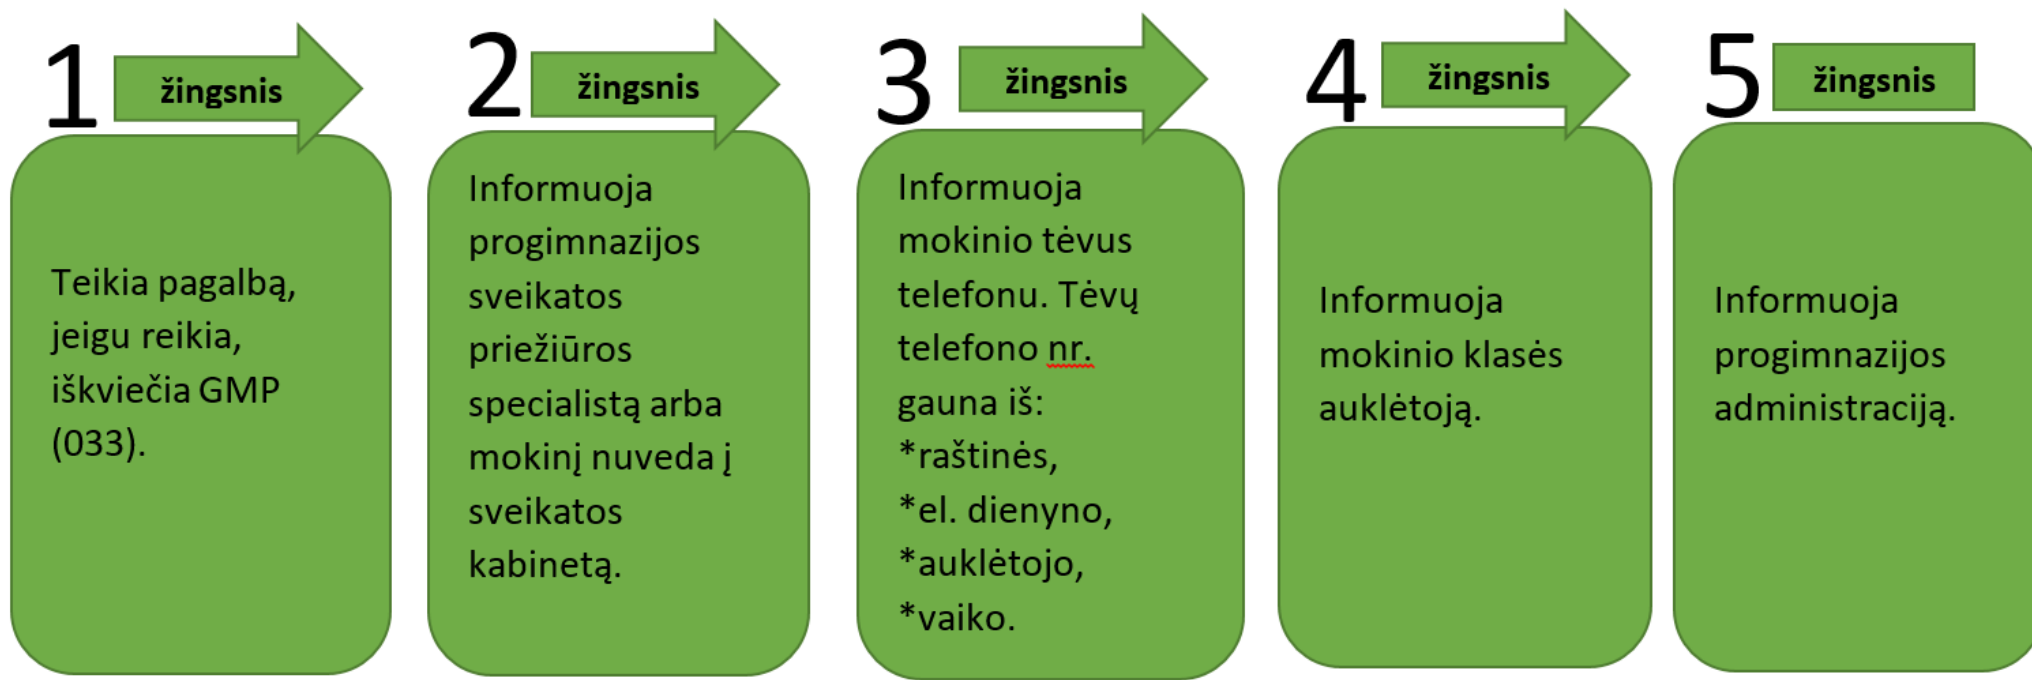 1 žingsnis
Teikia pagalbą,
jeigu reikia,
iškviečia GMP
(033).
2 žingsnis
Informuoja
progimnazijos
sveikatos
priežiūros
specialistą arba
mokinį nuveda į
sveikatos
kabinetą.
3 žingsnis
Informuoja
mokinio tėvus
telefonu. Tėvų
telefono nr.
gauna iš:
*raštinės,
*el. dienyno,
*auklėtojo,
*vaiko.
4 žingsnis
Informuoja
mokinio klasės
auklėtoją.
5 žingsnis
Informuoja
progimnazijos
administraciją.